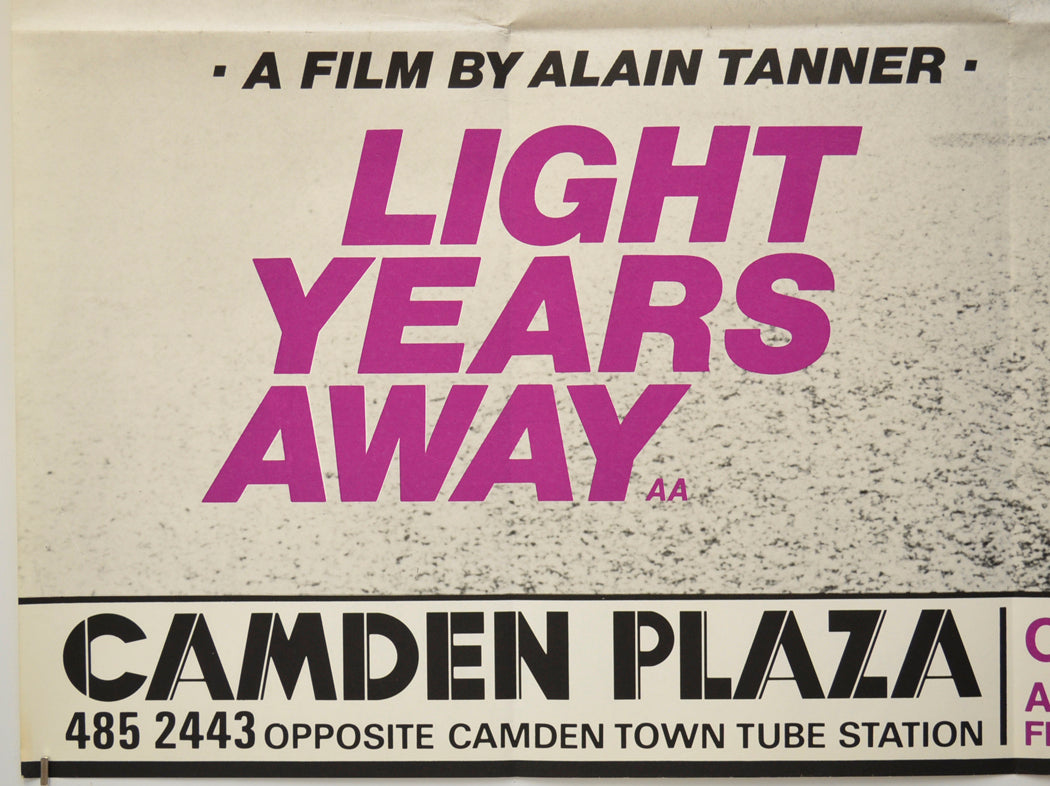 · A FILM BY ALAIN TANNER ·
LIGHT
YEARS
AWAY AA
CAMDEN PLAZA
485 2443 OPPOSITE CAMDEN TOWN TUBE STATION